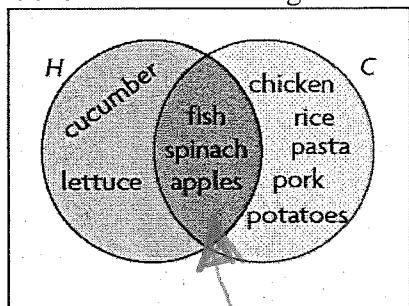 H
C
cucumber
lettuce
fish
spinach
apples
chicken
rice
pasta
pork
potatoes